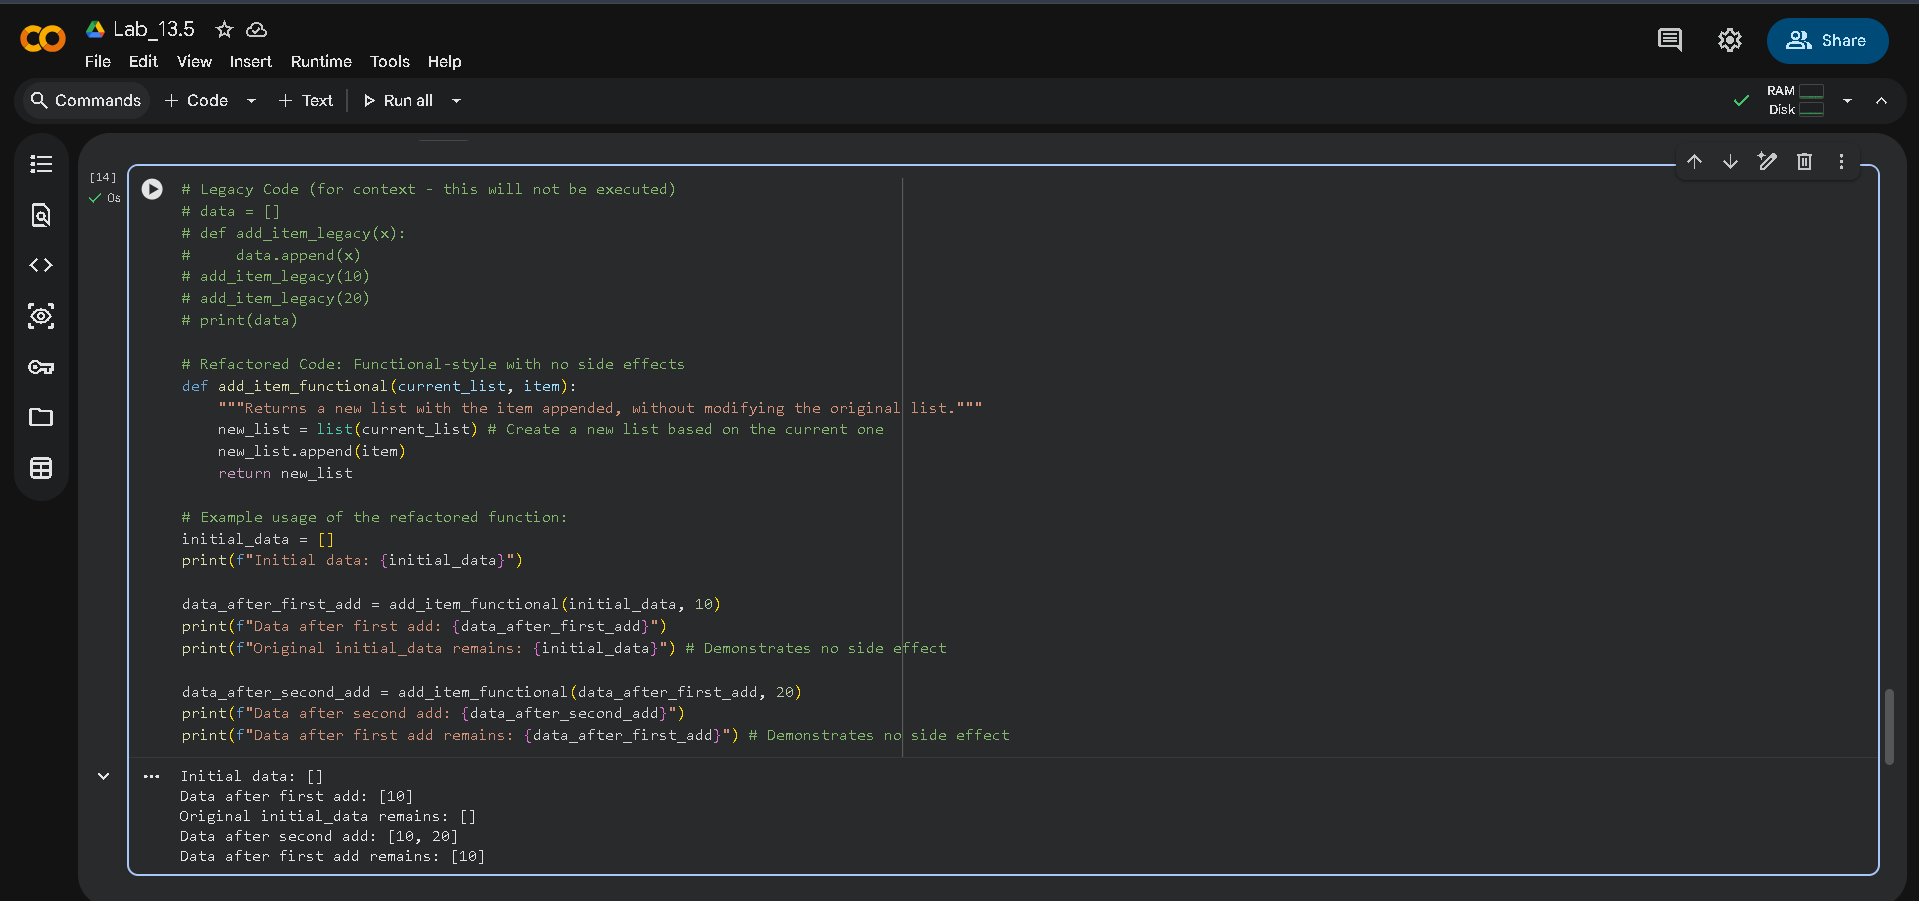 Lab_13.5
File Edit View Insert Runtime Tools Help
Share
Commands + Code + Text Run all
RAM
Disk
[14]
0s
# Legacy Code (for context - this will not be executed)
# data = []
# def add_item_legacy(x):
#     data.append(x)
# add_item_legacy(10)
# add_item_legacy(20)
# print(data)
# Refactored Code: Functional-style with no side effects
def add_item_functional(current_list, item):
    """Returns a new list with the item appended, without modifying the original list."""
    new_list = list(current_list) # Create a new list based on the current one
    new_list.append(item)
    return new_list
# Example usage of the refactored function:
initial_data = []
print(f"Initial data: {initial_data}")
data_after_first_add = add_item_functional(initial_data, 10)
print(f"Data after first add: {data_after_first_add}")
print(f"Original initial_data remains: {initial_data}") # Demonstrates no side effect
data_after_second_add = add_item_functional(data_after_first_add, 20)
print(f"Data after second add: {data_after_second_add}")
print(f"Data after first add remains: {data_after_first_add}") # Demonstrates no side effect
Initial data: []
Data after first add: [10]
Original initial_data remains: []
Data after second add: [10, 20]
Data after first add remains: [10]